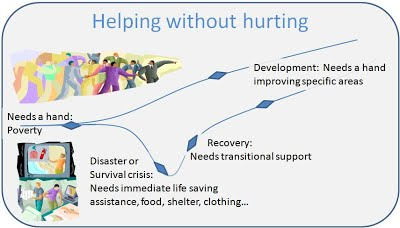 Helping without hurting
Development: Needs a hand
improving specific areas
Needs a hand:
Poverty
Recovery:
Needs transitional support
Disaster or
Survival crisis:
Needs immediate life saving
assistance, food, shelter, clothing...